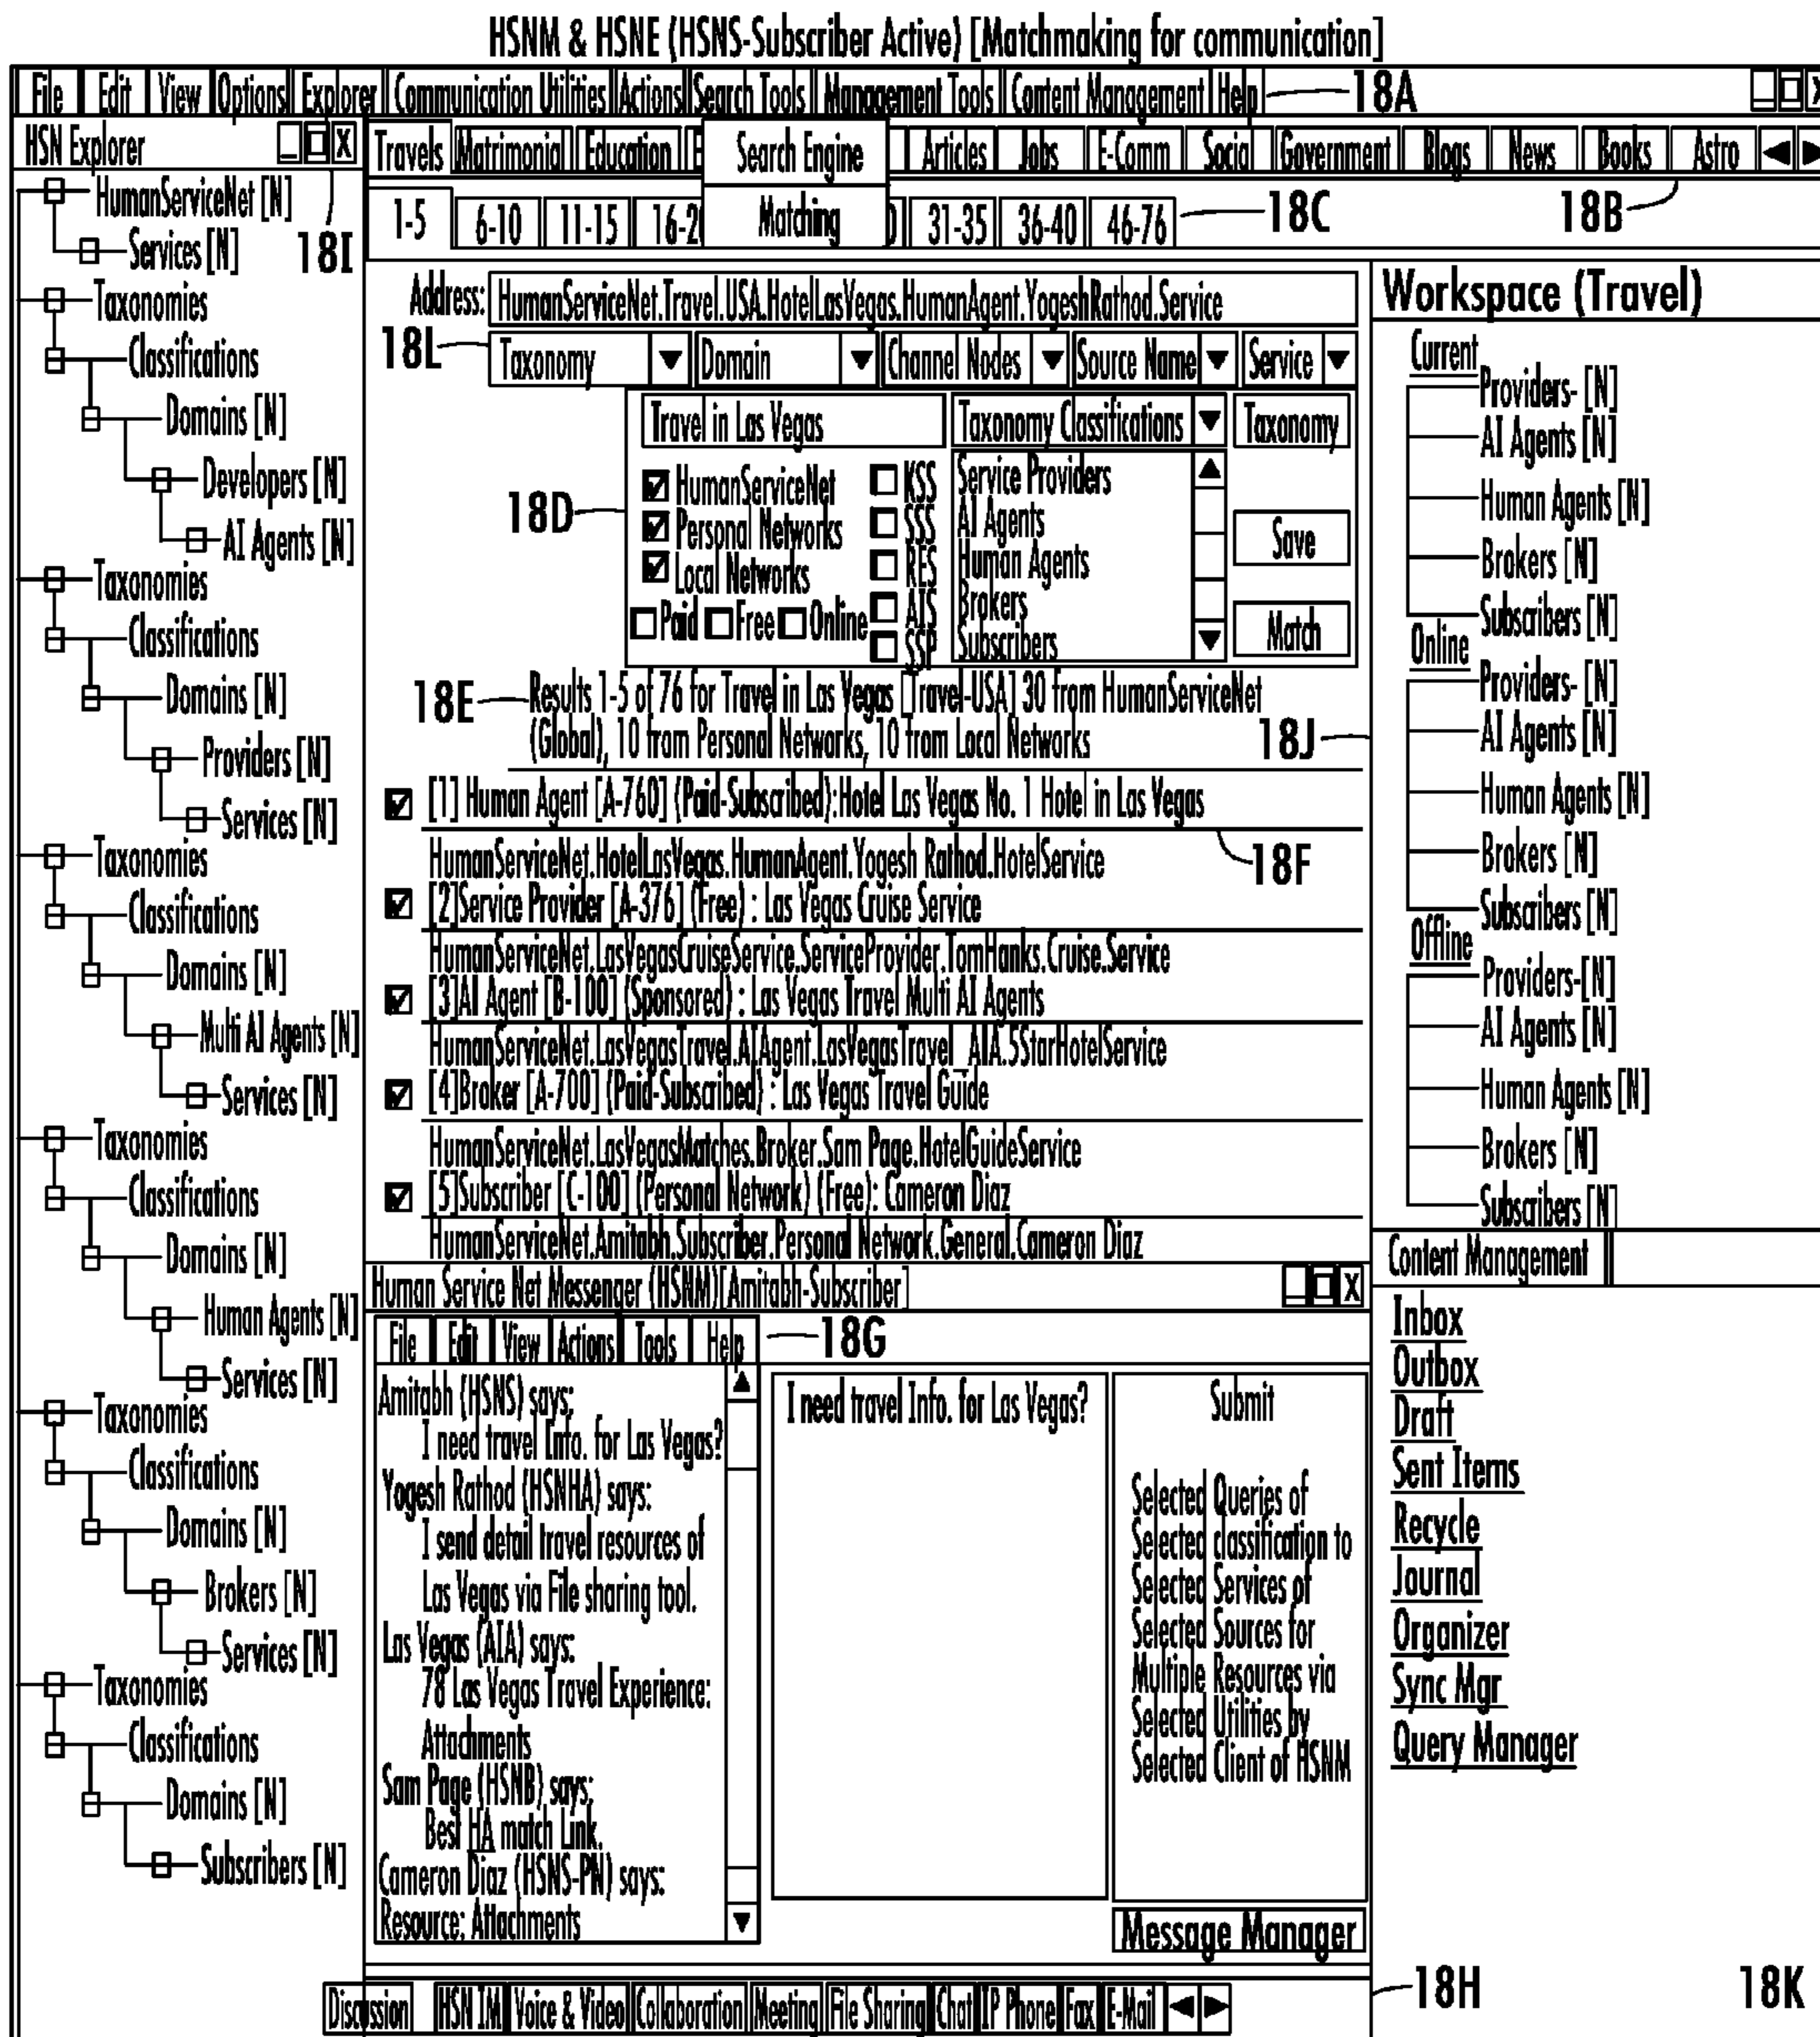 HSNM & HSNE (HSNS-Subscriber Active) [Matchmaking for communication]
File Edit View Options Explorer Communication Utilities Actions Search Tools Management Tools Content Management Help 18A
HSN Explorer
Travels Matrimonial Education E Search Engine Articles Jobs E-Comm Social Government Blogs News Books Astro
1-5 6-10 11-15 16-2 Matching 0 31-35 36-40 46-76 18C 18B
HumanServiceNet [N]
Services [N]
18I
Taxonomies
Classifications
Domains [N]
Developers [N]
AI Agents [N]
Taxonomies
Classifications
Domains [N]
Providers [N]
Services [N]
Taxonomies
Classifications
Domains [N]
Multi AI Agents [N]
Services [N]
Taxonomies
Classifications
Domains [N]
Human Agents [N]
Services [N]
Taxonomies
Classifications
Domains [N]
Brokers [N]
Services [N]
Taxonomies
Classifications
Domains [N]
Subscribers [N]
Address: HumanServiceNet.Travel.USA.HotelLasVegas.HumanAgent.YogeshRathod.Service
18L Taxonomy Domain Channel Nodes Source Name Service
Travel in Las Vegas Taxonomy Classifications Taxonomy
18D
HumanServiceNet
Personal Networks
Local Networks
Paid Free Online
KSS
SSS
RES
AIS
SSP
Service Providers
AI Agents
Human Agents
Brokers
Subscribers
Save
Match
18E Results 1-5 of 76 for Travel in Las Vegas [Travel-USA] 30 from HumanServiceNet
(Global), 10 from Personal Networks, 10 from Local Networks 18J
[1] Human Agent [A-760] (Paid-Subscribed):Hotel Las Vegas No. 1 Hotel in Las Vegas
HumanServiceNet.HotelLasVegas.HumanAgent.Yogesh Rathod.HotelService 18F
[2]Service Provider [A-376] (Free) : Las Vegas Cruise Service
HumanServiceNet.LasVegasCruiseService.ServiceProvider.TomHanks.Cruise.Service
[3]AI Agent [B-100] (Sponsored) : Las Vegas Travel Multi AI Agents
HumanServiceNet.LasVegasTravel.AIAgent.LasVegasTravel_AIA.5StarHotelService
[4]Broker [A-700] (Paid-Subscribed) : Las Vegas Travel Guide
HumanServiceNet.LasVegasMatches.Broker.Sam Page.HotelGuideService
[5]Subscriber [C-100] (Personal Network) (Free): Cameron Diaz
HumanServiceNet.Amitabh.Subscriber.Personal Network.General.Cameron Diaz
Human Service Net Messenger (HSNM)[Amitabh-Subscriber]
File Edit View Actions Tools Help 18G
Amitabh (HSNS) says:
I need travel Info. for Las Vegas?
Yogesh Rathod (HSNHA) says:
I send detail travel resources of
Las Vegas via File sharing tool.
Las Vegas (AIA) says:
78 Las Vegas Travel Experience:
Attachments
Sam Page (HSNB) says:
Best HA match Link.
Cameron Diaz (HSNS-PN) says:
Resource: Attachments
I need travel Info. for Las Vegas?
Submit
Selected Queries of
Selected classification to
Selected Services of
Selected Sources for
Multiple Resources via
Selected Utilities by
Selected Client of HSNM
Message Manager
Discussion HSN IM Voice & Video Collaboration Meeting File Sharing Chat IP Phone Fax E-Mail
Workspace (Travel)
Current
Providers- [N]
AI Agents [N]
Human Agents [N]
Brokers [N]
Subscribers [N]
Online
Providers- [N]
AI Agents [N]
Human Agents [N]
Brokers [N]
Subscribers [N]
Offline
Providers-[N]
AI Agents [N]
Human Agents [N]
Brokers [N]
Subscribers [N]
Content Management
Inbox
Outbox
Draft
Sent Items
Recycle
Journal
Organizer
Sync Mgr
Query Manager
18H 18K